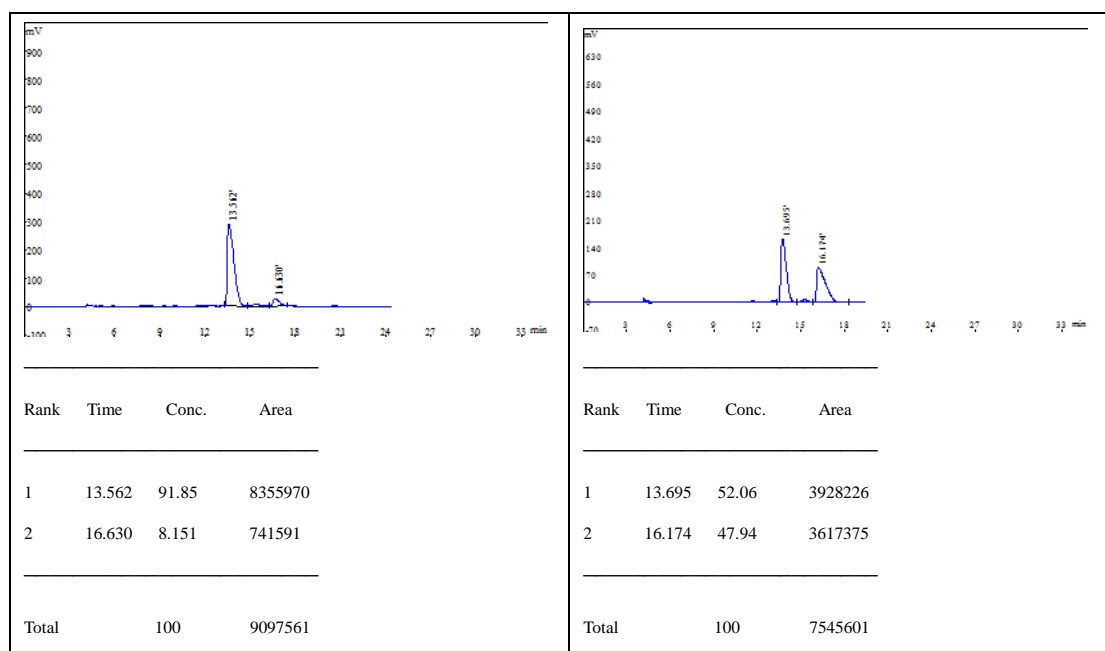 mV
900
800
700
600
500
400
300
200
100
0
-100
13.562'
16.630'
3 6 9 12 15 18 21 24 27 30 33 min
Rank Time Conc. Area
1 13.562 91.85 8355970
2 16.630 8.151 741591
Total 100 9097561
mV
630
560
490
420
350
280
210
140
70
0
-70
13.695'
16.174'
3 6 9 12 15 18 21 24 27 30 33 min
Rank Time Conc. Area
1 13.695 52.06 3928226
2 16.174 47.94 3617375
Total 100 7545601